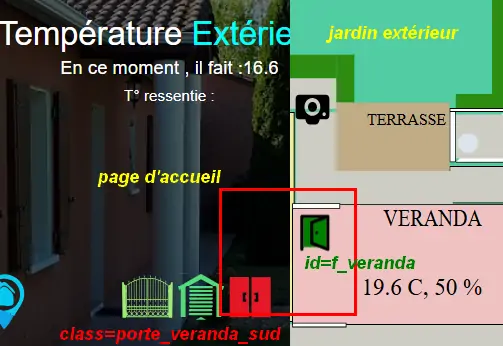 Température Extérie
jardin extérieur
En ce moment , il fait :16.6
T° ressentie :
TERRASSE
page d'accueil
VERANDA
id=f_veranda
19.6 C, 50 %
class=porte_veranda_sud